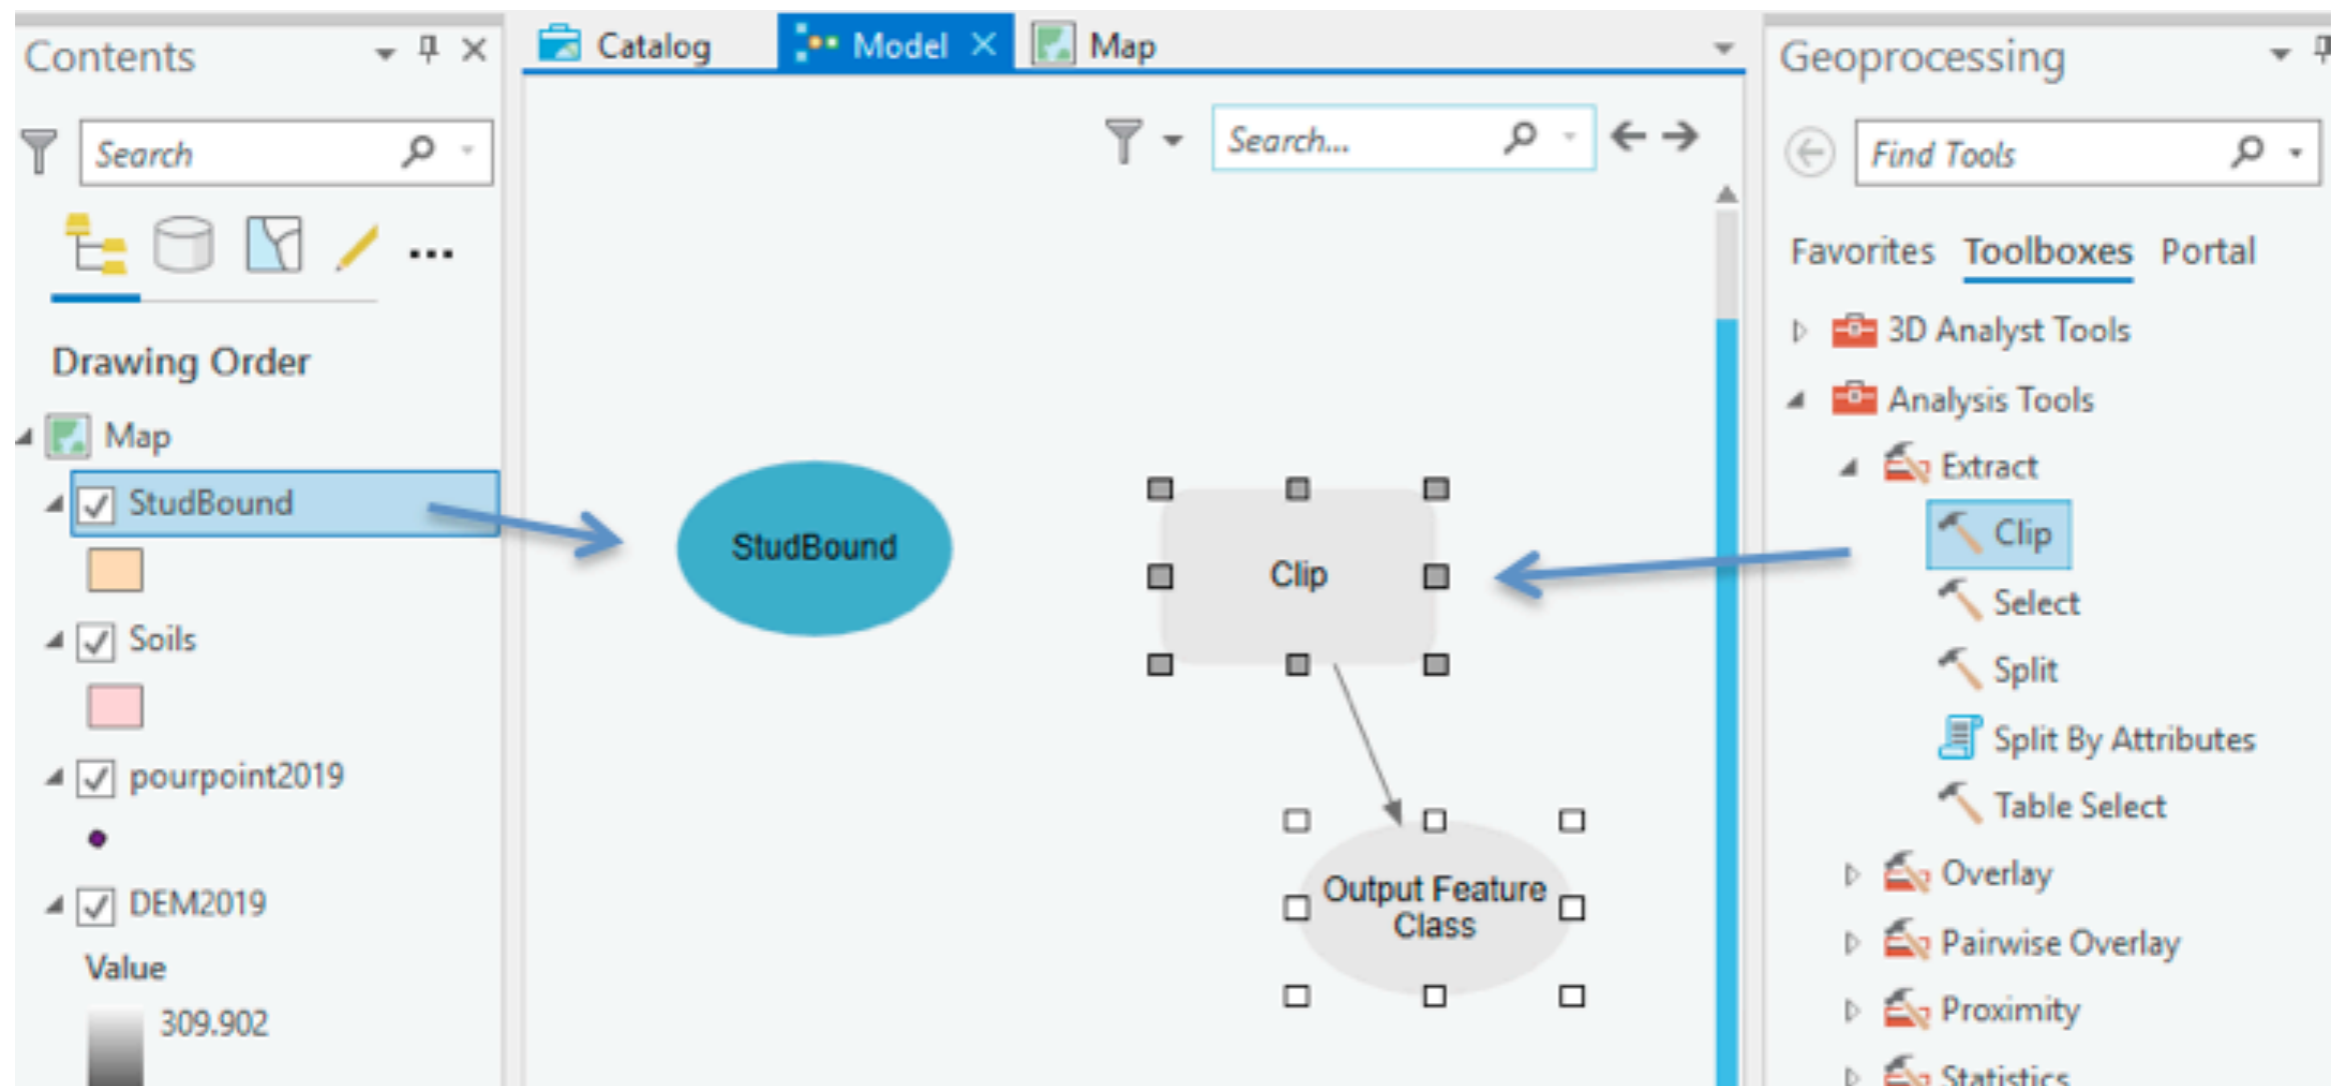 Contents
Search
Drawing Order
Map
StudBound
Soils
pourpoint2019
DEM2019
Value
309.902
Catalog
Model
Map
Search...
StudBound
Clip
Output Feature
Class
Geoprocessing
Find Tools
Favorites Toolboxes Portal
3D Analyst Tools
Analysis Tools
Extract
Clip
Select
Split
Split By Attributes
Table Select
Overlay
Pairwise Overlay
Proximity
Statistics